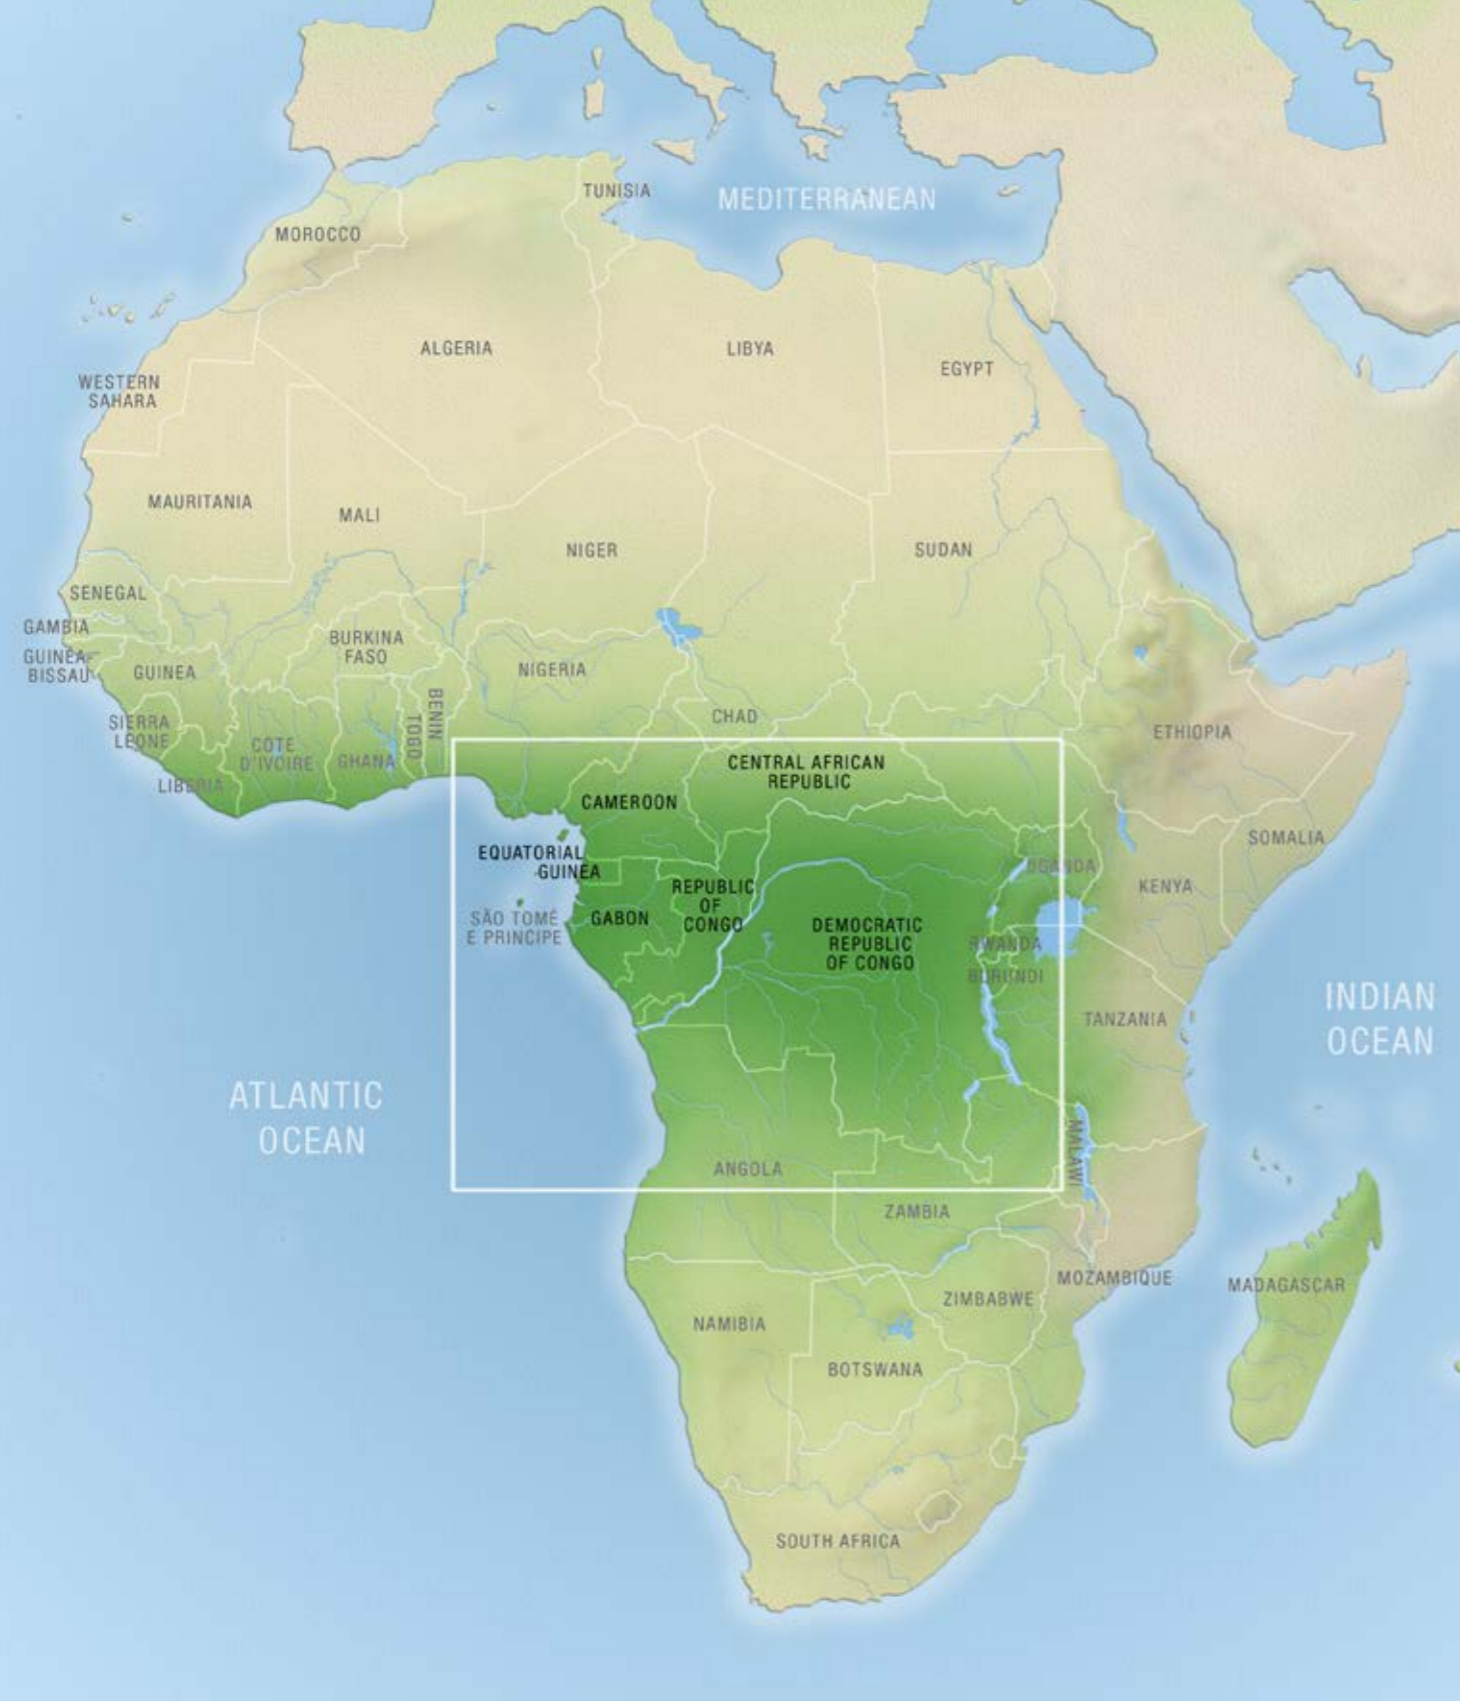 TUNISIA
MEDITERRANEAN
MOROCCO
ALGERIA
LIBYA
EGYPT
WESTERN
SAHARA
MAURITANIA
MALI
NIGER
SUDAN
SENEGAL
GAMBIA
GUINEA-
BISSAU
GUINEA
BURKINA
FASO
NIGERIA
BENIN
TOGO
CHAD
SIERRA
LEONE
COTE
D'IVOIRE
GHANA
LIBERIA
ETHIOPIA
CENTRAL AFRICAN
REPUBLIC
CAMEROON
SOMALIA
EQUATORIAL
GUINEA
UGANDA
KENYA
REPUBLIC
OF
CONGO
GABON
SÃO TOMÉ
E PRINCIPE
DEMOCRATIC
REPUBLIC
OF CONGO
RWANDA
BURUNDI
TANZANIA
INDIAN
OCEAN
ATLANTIC
OCEAN
MALAWI
ANGOLA
ZAMBIA
MOZAMBIQUE
MADAGASCAR
ZIMBABWE
NAMIBIA
BOTSWANA
SOUTH AFRICA